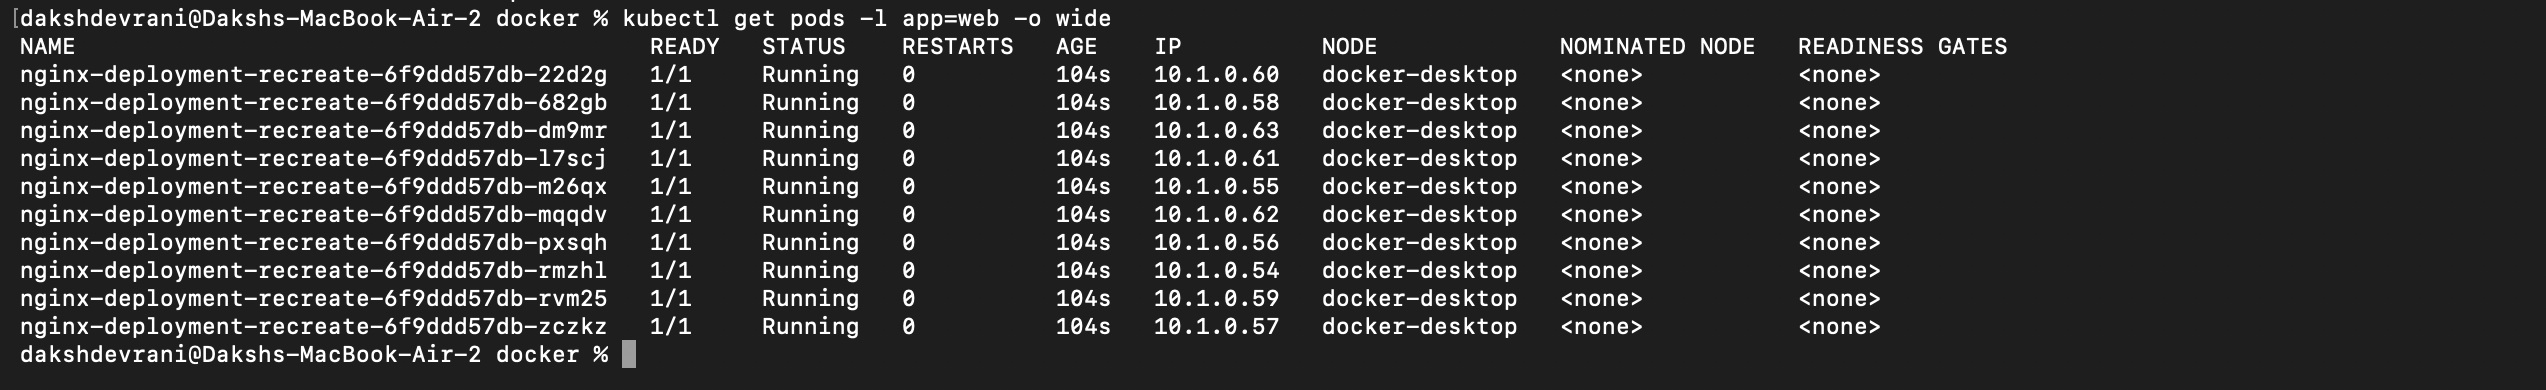 [dakshdevrani@Dakshs-MacBook-Air-2 docker % kubectl get pods -l app=web -o wide
NAME READY STATUS RESTARTS AGE IP NODE NOMINATED NODE READINESS GATES
nginx-deployment-recreate-6f9ddd57db-22d2g 1/1 Running 0 104s 10.1.0.60 docker-desktop <none> <none>
nginx-deployment-recreate-6f9ddd57db-682gb 1/1 Running 0 104s 10.1.0.58 docker-desktop <none> <none>
nginx-deployment-recreate-6f9ddd57db-dm9mr 1/1 Running 0 104s 10.1.0.63 docker-desktop <none> <none>
nginx-deployment-recreate-6f9ddd57db-l7scj 1/1 Running 0 104s 10.1.0.61 docker-desktop <none> <none>
nginx-deployment-recreate-6f9ddd57db-m26qx 1/1 Running 0 104s 10.1.0.55 docker-desktop <none> <none>
nginx-deployment-recreate-6f9ddd57db-mqqdv 1/1 Running 0 104s 10.1.0.62 docker-desktop <none> <none>
nginx-deployment-recreate-6f9ddd57db-pxsqh 1/1 Running 0 104s 10.1.0.56 docker-desktop <none> <none>
nginx-deployment-recreate-6f9ddd57db-rmzhl 1/1 Running 0 104s 10.1.0.54 docker-desktop <none> <none>
nginx-deployment-recreate-6f9ddd57db-rvm25 1/1 Running 0 104s 10.1.0.59 docker-desktop <none> <none>
nginx-deployment-recreate-6f9ddd57db-zczkz 1/1 Running 0 104s 10.1.0.57 docker-desktop <none> <none>
dakshdevrani@Dakshs-MacBook-Air-2 docker %